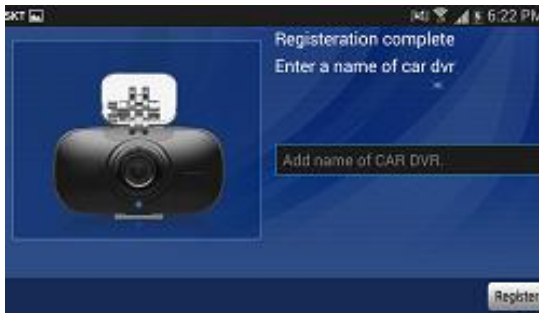 SKT 6:22 PM
Registeration complete
Enter a name of car dvr
Add name of CAR DVR.
Register